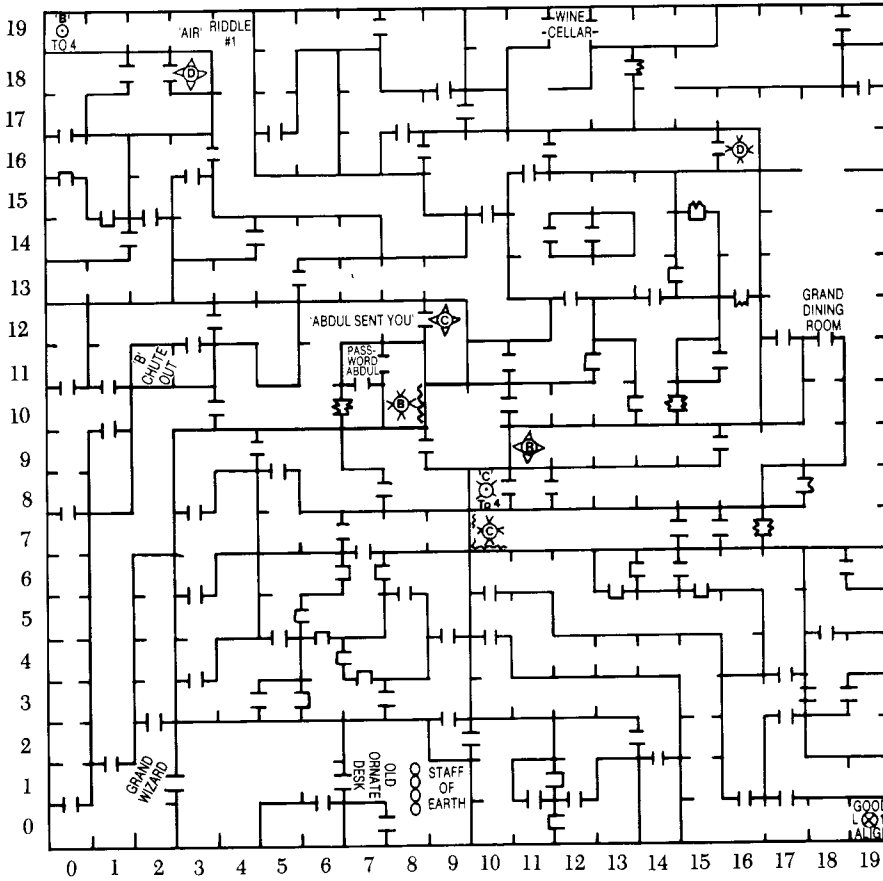 19
'B'
TO 4
'AIR'
RIDDLE
#1
WINE
-CELLAR-
18
D
17
16
D
15
14
13
GRAND
DINING
ROOM
12
'ABDUL SENT YOU'
C
'B'
CHUTE
OUT
PASS-
WORD
ABDUL
11
10
B
9
B
8
'C'
TO 4
7
C
6
5
4
3
2
GRAND
WIZARD
OLD
ORNATE
DESK
STAFF
OF
EARTH
1
0
GOOD
L 1
ALIGN
0 1 2 3 4 5 6 7 8 9 10 11 12 13 14 15 16 17 18 19